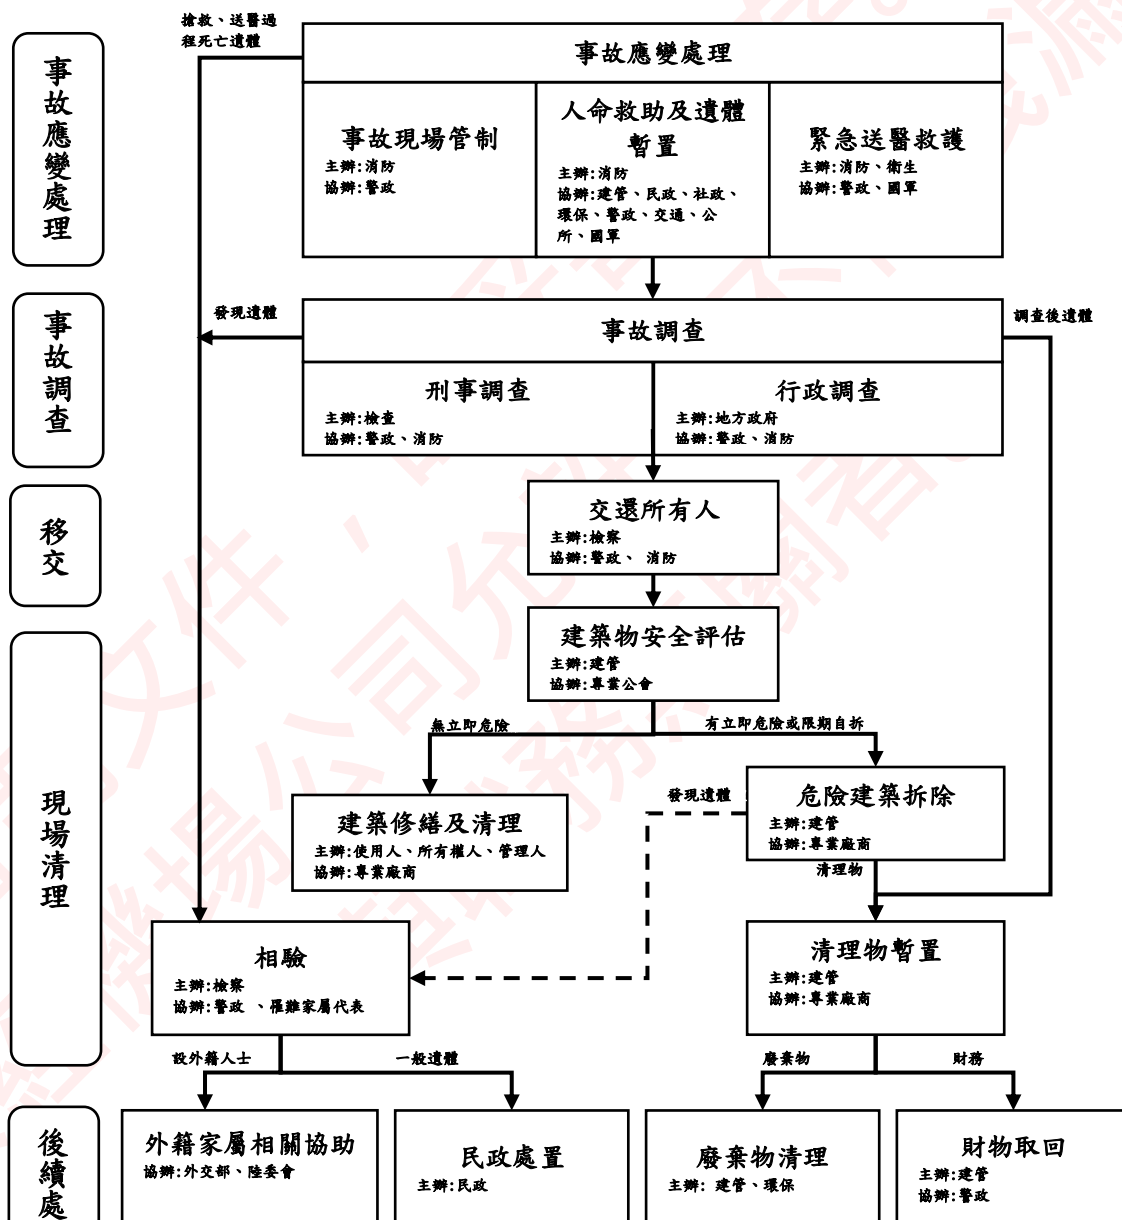 搶救、送醫過
程死亡遺體
事故應變處理
事故應變處理
事故現場管制
主辦:消防
協辦:警政
人命救助及遺體
暫置
主辦:消防
協辦:建管、民政、社政、
環保、警政、交通、公
所、國軍
緊急送醫救護
主辦:消防、衛生
協辦:警政、國軍
事故調查
發現遺體
事故調查
調查後遺體
刑事調查
主辦:檢查
協辦:警政、消防
行政調查
主辦:地方政府
協辦:警政、消防
移交
交還所有人
主辦:檢察
協辦:警政、 消防
現場清理
建築物安全評估
主辦:建管
協辦:專業公會
無立即危險
有立即危險或限期自拆
建築修繕及清理
主辦:使用人、所有權人、管理人
協辦:專業廠商
發現遺體
危險建築拆除
主辦:建管
協辦:專業廠商
清理物
相驗
主辦:檢察
協辦:警政 、罹難家屬代表
清理物暫置
主辦:建管
協辦:專業廠商
設外籍人士
一般遺體
廢棄物
財務
後續處
外籍家屬相關協助
協辦:外交部、陸委會
民政處置
主辦:民政
廢棄物清理
主辦: 建管、環保
財物取回
主辦:建管
協辦:警政